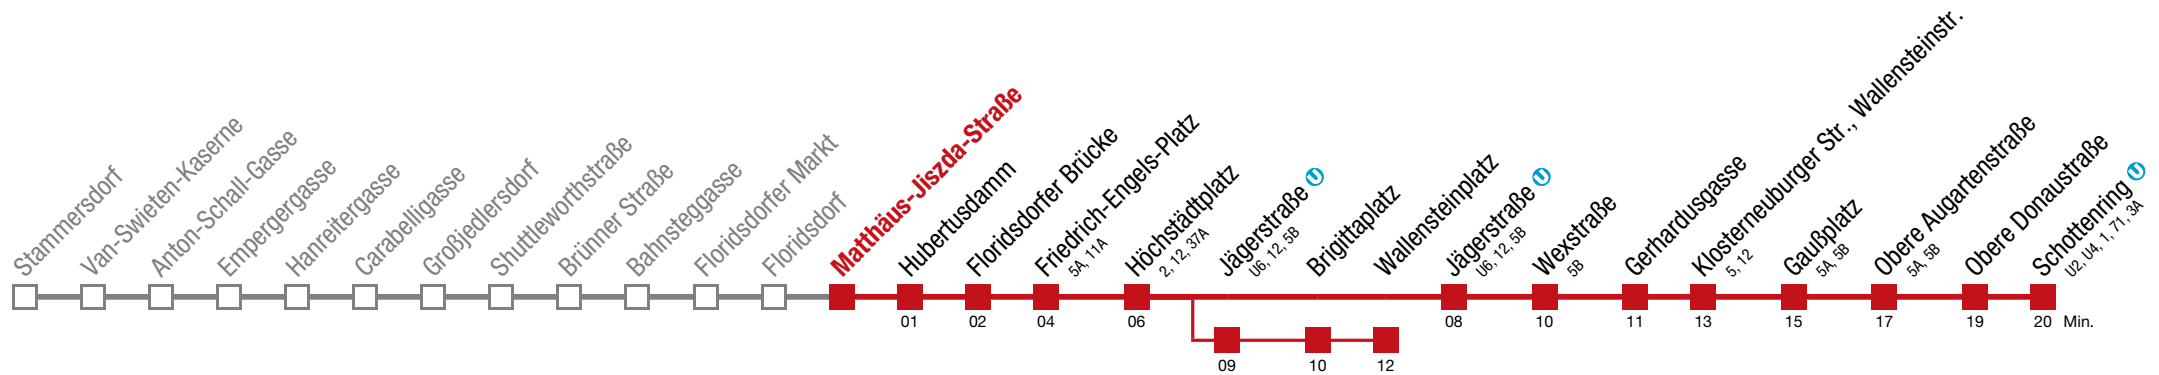 Stammersdorf
Van-Swieten-Kaserne
Anton-Schall-Gasse
Empergergasse
Hanreitergasse
Carabelligasse
Großjedlersdorf
Shuttleworthstraße
Brünner Straße
Bahnsteggasse
Floridsdorfer Markt
Floridsdorf
Matthäus-Jiszda-Straße
Hubertusdamm
Floridsdorfer Brücke
Friedrich-Engels-Platz
5A, 11A
Höchstädtplatz
2, 12, 37A
Jägerstraße U
U6, 12, 5B
Brigittaplatz
Wallensteinplatz
Jägerstraße U
U6, 12, 5B
Wexstraße
5B
Gerhardusgasse
Klosterneuburger Str., Wallensteinstr.
5, 12
Gaußplatz
5A, 5B
Obere Augartenstraße
5A, 5B
Obere Donaustraße
Schottenring U
U2, U4, 1, 71, 3A
01 02 04 06 08 10 11 13 15 17 19 20 Min.
09 10 12